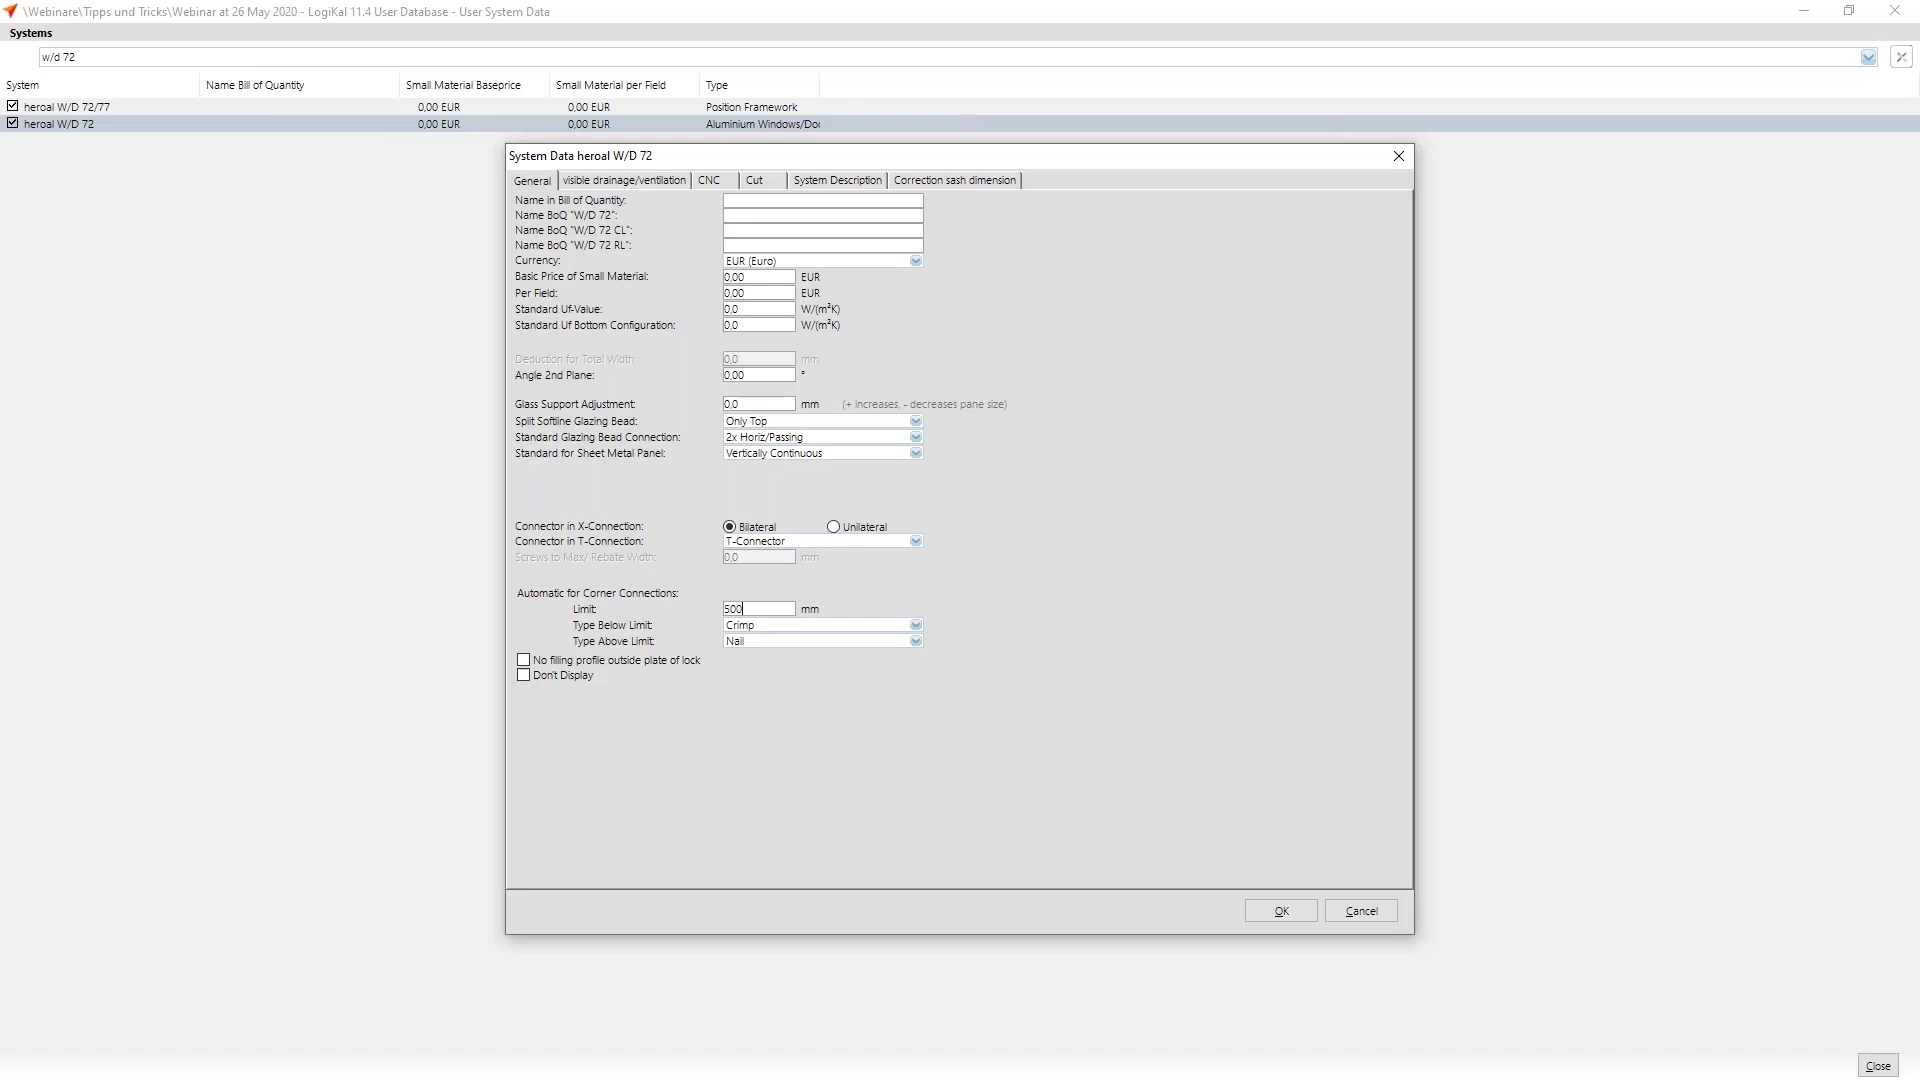 \Webinare\Tipps und Tricks\Webinar at 26 May 2020 - LogiKal 11.4 User Database - User System Data
Systems
w/d 72
System Name Bill of Quantity Small Material Baseprice Small Material per Field Type
heroal W/D 72/77 0,00 EUR 0,00 EUR Position Framework
heroal W/D 72 0,00 EUR 0,00 EUR Aluminium Windows/Doo
System Data heroal W/D 72
General visible drainage/ventilation CNC Cut System Description Correction sash dimension
Name in Bill of Quantity:
Name BoQ "W/D 72":
Name BoQ "W/D 72 CL":
Name BoQ "W/D 72 RL":
Currency: EUR (Euro)
Basic Price of Small Material: 0,00 EUR
Per Field: 0,00 EUR
Standard Uf-Value: 0,0 W/(m²K)
Standard Uf Bottom Configuration: 0,0 W/(m²K)
Deduction for Total Width: 0,0 mm
Angle 2nd Plane: 0,00 °
Glass Support Adjustment: 0,0 mm (+ increases, - decreases pane size)
Split Softline Glazing Bead: Only Top
Standard Glazing Bead Connection: 2x Horiz/Passing
Standard for Sheet Metal Panel: Vertically Continuous
Connector in X-Connection: Bilateral Unilateral
Connector in T-Connection: T-Connector
Screws to Max/ Rebate Width: 0,0 mm
Automatic for Corner Connections:
Limit: 500 mm
Type Below Limit: Crimp
Type Above Limit: Nail
No filling profile outside plate of lock
Don't Display
OK Cancel
Close